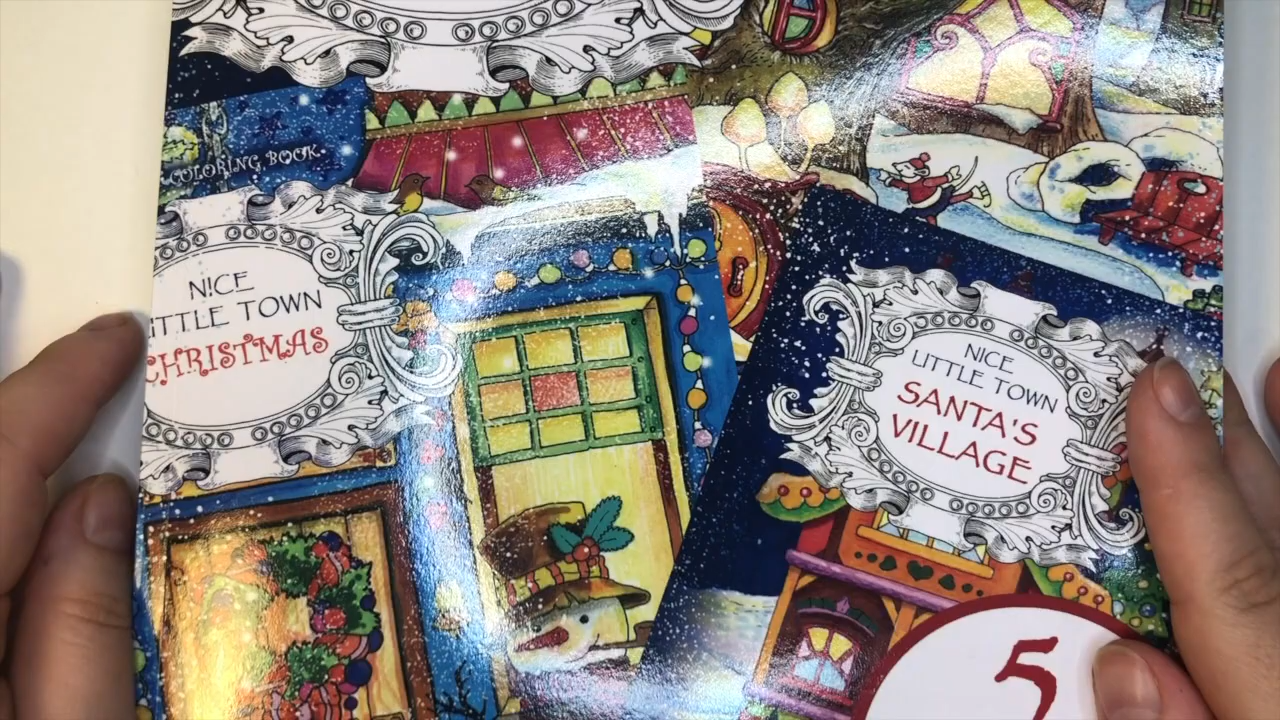 COLORING BOOK
NICE
LITTLE TOWN
CHRISTMAS
NICE
LITTLE TOWN
SANTA'S
VILLAGE
5